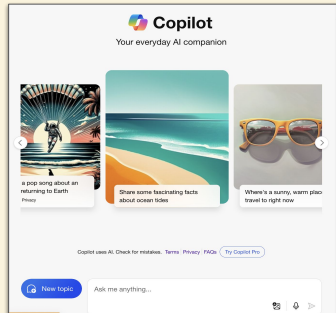 Copilot
Your everyday AI companion
a pop song about an
returning to Earth
Privacy
Share some fascinating facts
about ocean tides
Where's a sunny, warm plac
travel to right now
Copilot uses AI. Check for mistakes. Terms Privacy FAQs Try Copilot Pro
New topic
Ask me anything...